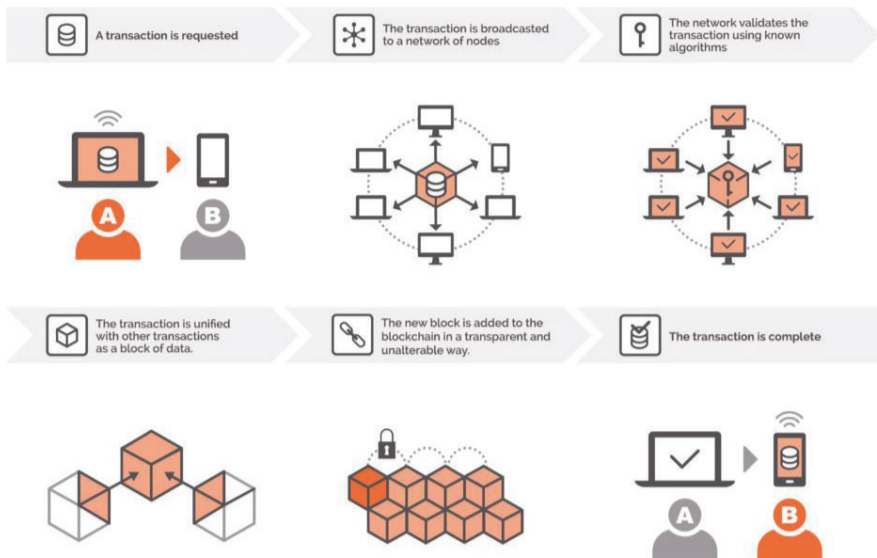 A transaction is requested
The transaction is broadcasted
to a network of nodes
The network validates the
transaction using known
algorithms
A
B
The transaction is unified
with other transactions
as a block of data.
The new block is added to the
blockchain in a transparent and
unalterable way.
The transaction is complete
A
B